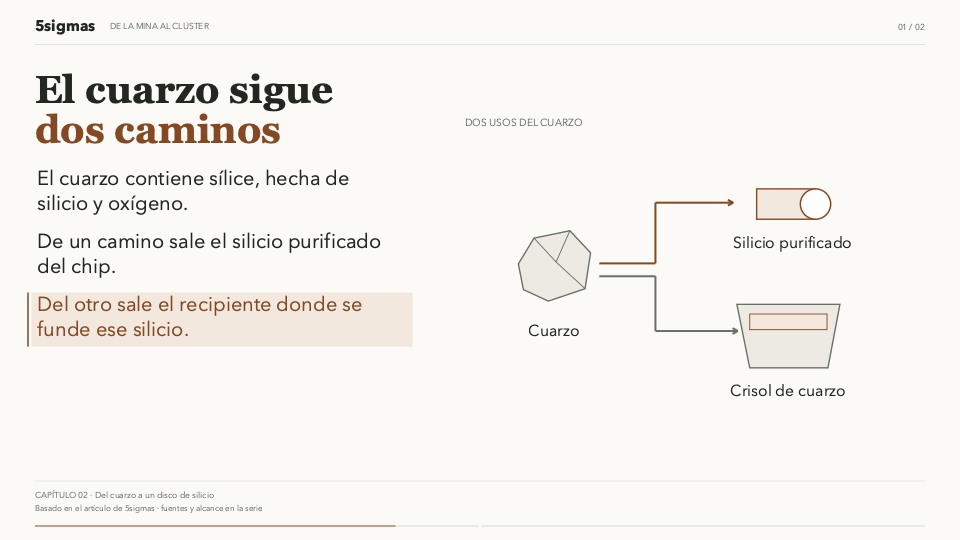 5sigmas
DE LA MINA AL CLÚSTER
01 / 02
El cuarzo sigue
dos caminos
El cuarzo contiene sílice, hecha de
silicio y oxígeno.
De un camino sale el silicio purificado
del chip.
Del otro sale el recipiente donde se
funde ese silicio.
DOS USOS DEL CUARZO
Silicio purificado
Cuarzo
Crisol de cuarzo
CAPÍTULO 02 · Del cuarzo a un disco de silicio
Basado en el artículo de 5sigmas · fuentes y alcance en la serie